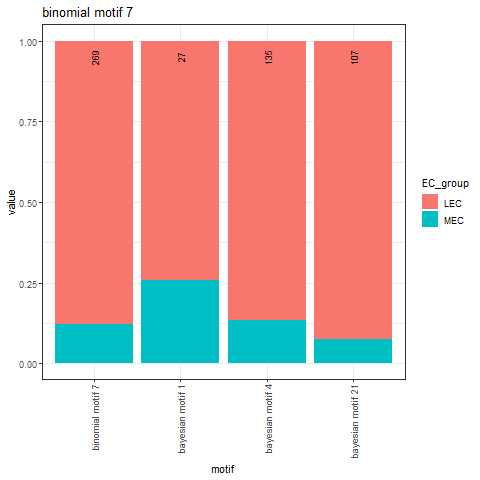 binomial motif 7
269
27
135
107
1.00
0.75
0.50
0.25
0.00
value
binomial motif 7
bayesian motif 1
bayesian motif 4
bayesian motif 21
motif
EC_group
LEC
MEC